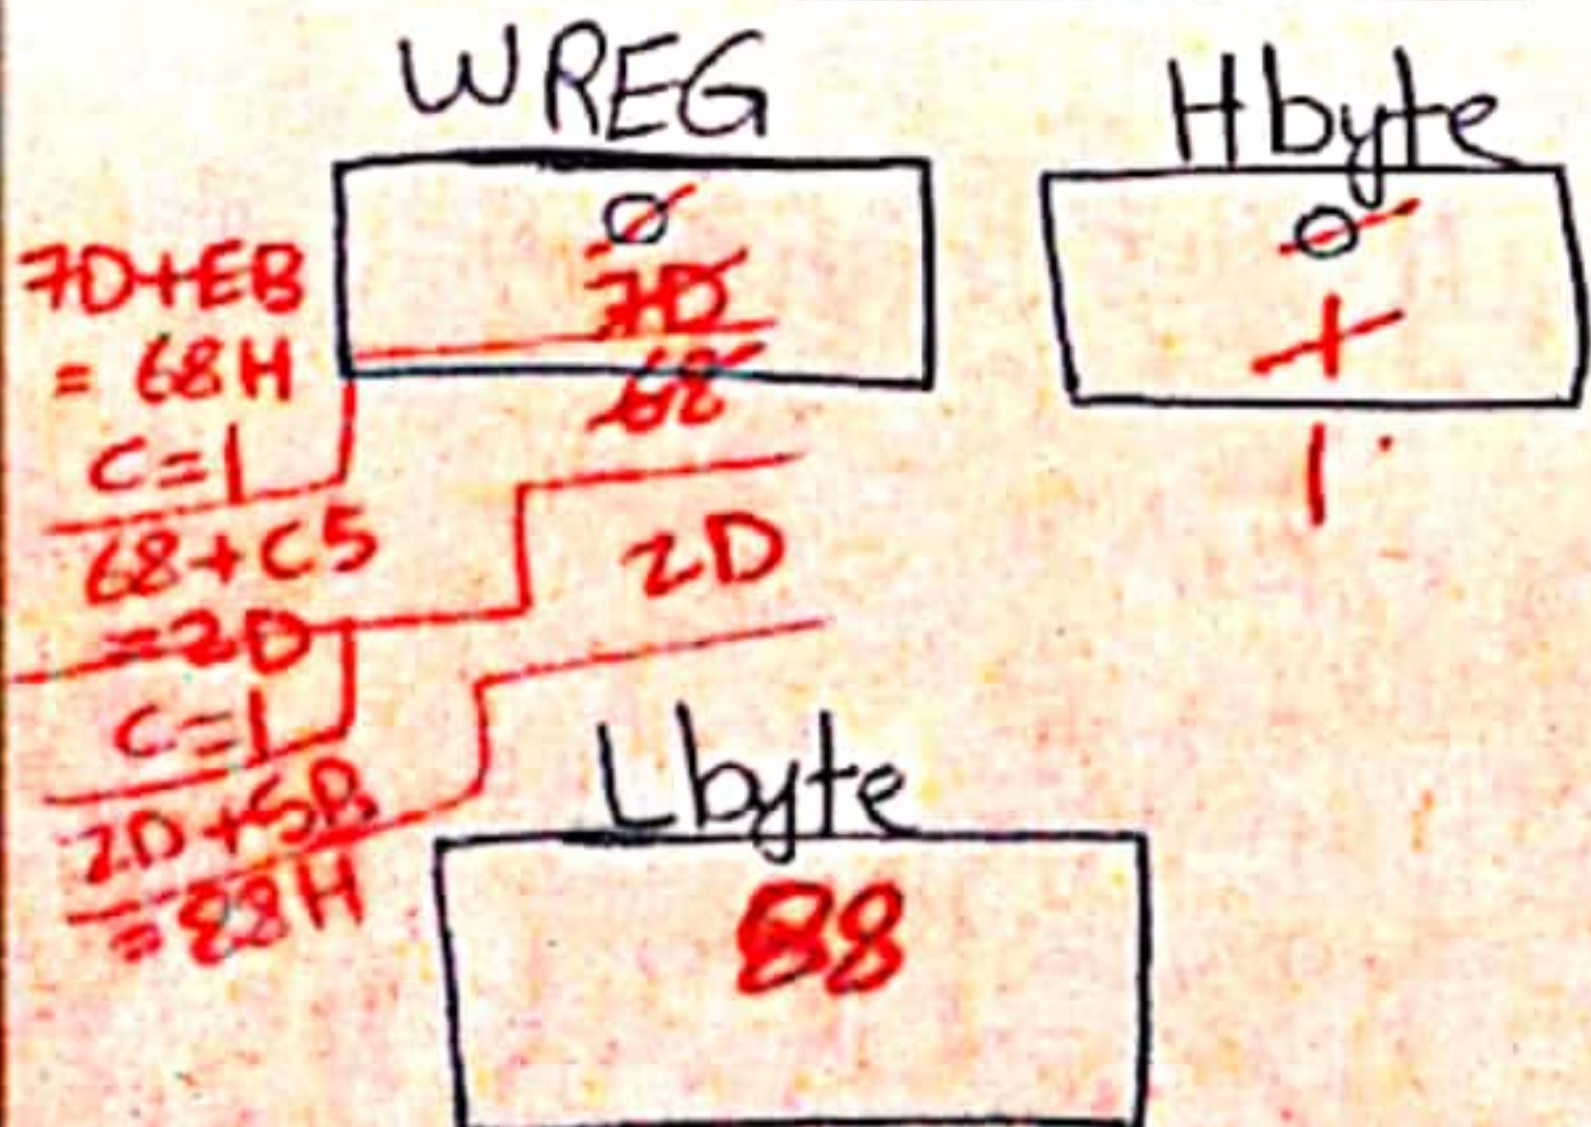 WREG
Hbyte
0
0
7D+EB
7D
= 68H
1
68
C=1
1
68+C5
2D
=2D
C=1
Lbyte
2D+5B
=88H
88